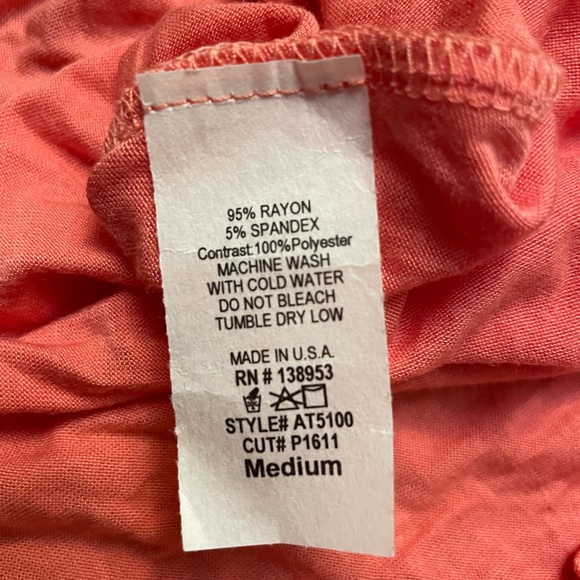 95% RAYON
5% SPANDEX
Contrast:100%Polyester
MACHINE WASH
WITH COLD WATER
DO NOT BLEACH
TUMBLE DRY LOW
MADE IN U.S.A.
RN # 138953
STYLE# AT5100
CUT# P1611
Medium